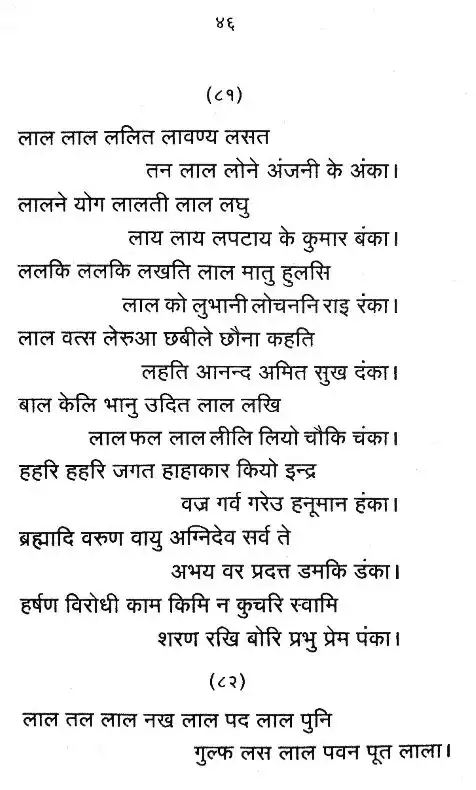 ४६
(८१)
लाल लाल ललित लावण्य लसत
तन लाल लोने अंजनी के अंका।
लालने योग लालती लाल लघु
लाय लाय लपटाय के कुमार बंका।
ललकि ललकि लखति लाल मातु हुलसि
लाल को लुभानी लोचननि राइ रंका।
लाल वत्स लेरुआ छबीले छौना कहति
लहति आनन्द अमित सुख दंका।
बाल केलि भानु उदित लाल लखि
लाल फल लाल लीलि लियो चौकि चंका।
हहरि हहरि जगत हाहाकार कियो इन्द्र
वज्र गर्व गरेउ हनूमान हंका।
ब्रह्मादि वरुण वायु अग्निदेव सर्व ते
अभय वर प्रदत्त डमकि डंका।
हर्षण विरोधी काम किमि न कुचरि स्वामि
शरण रखि बोरि प्रभु प्रेम पंका।
(८२)
लाल तल लाल नख लाल पद लाल पुनि
गुल्फ लस लाल पवन पूत लाला।